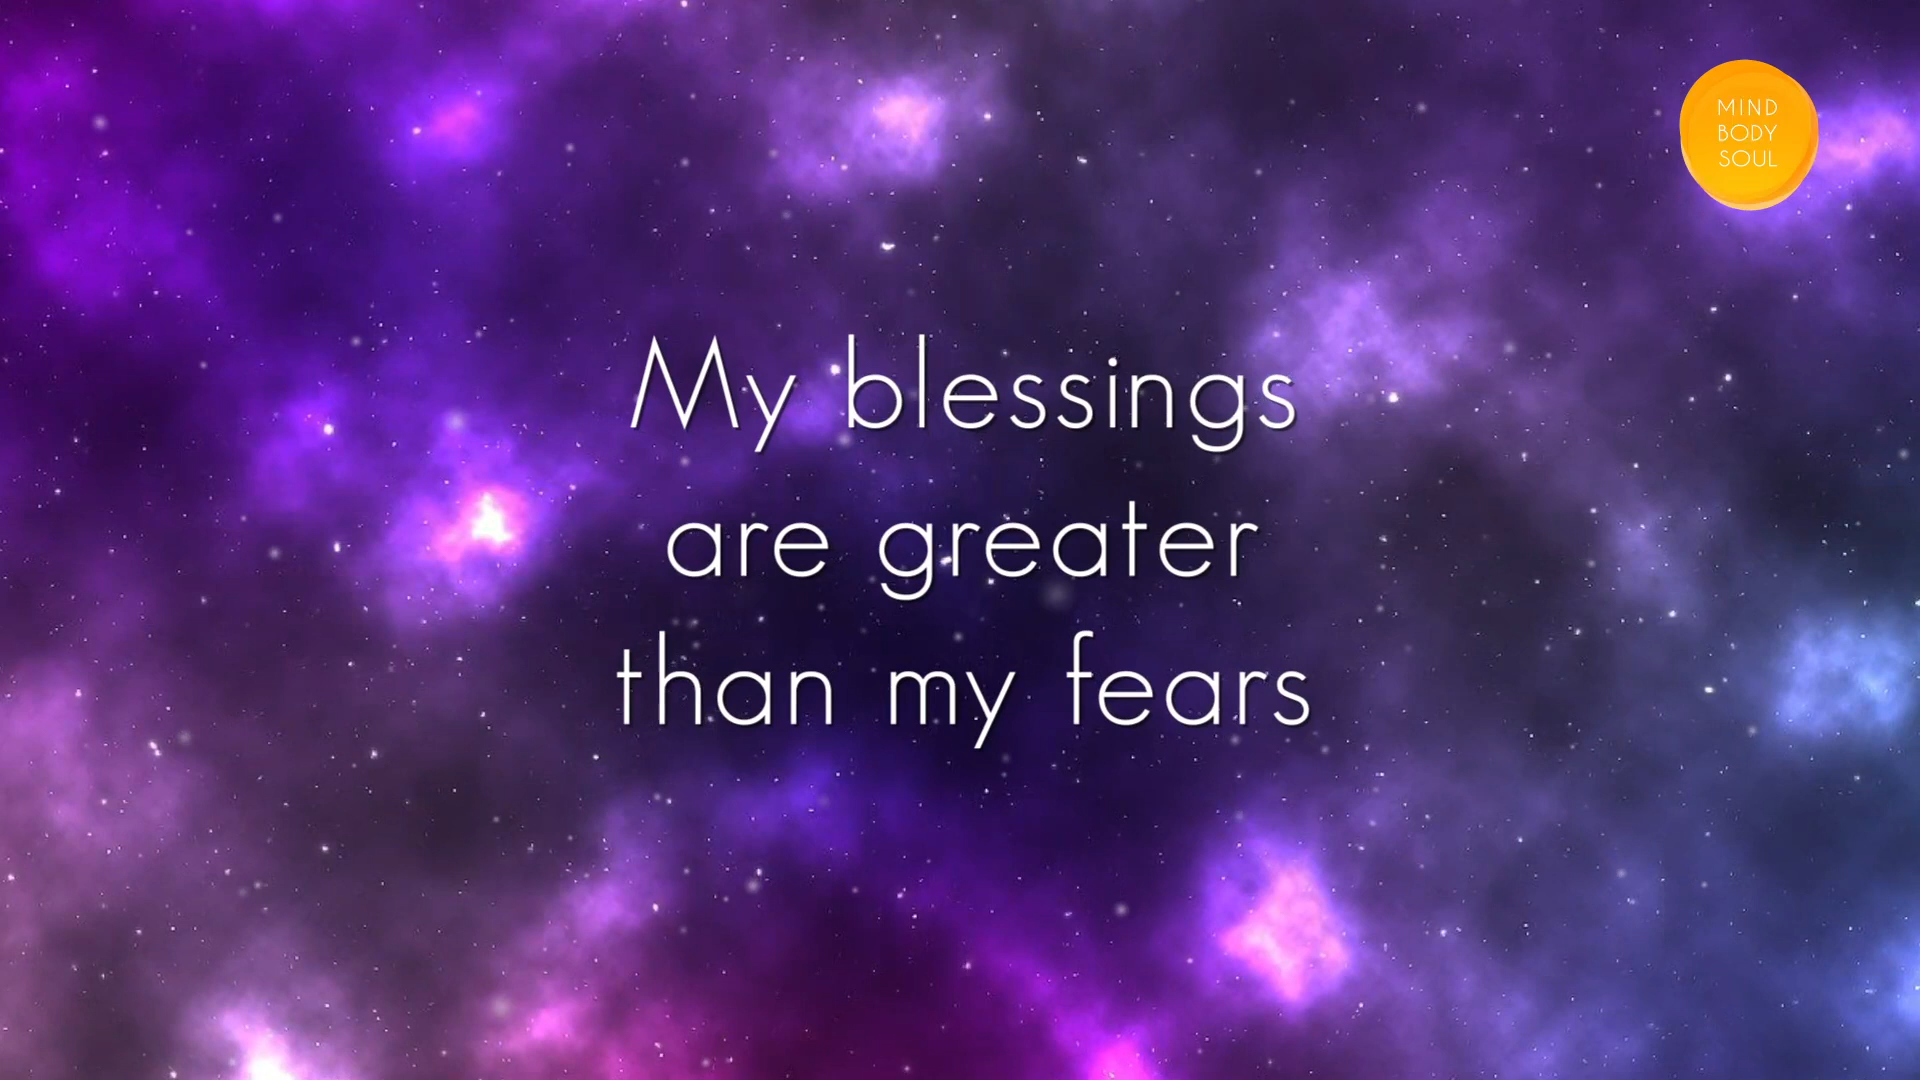 MIND
BODY
SOUL
My blessings
are greater
than my fears